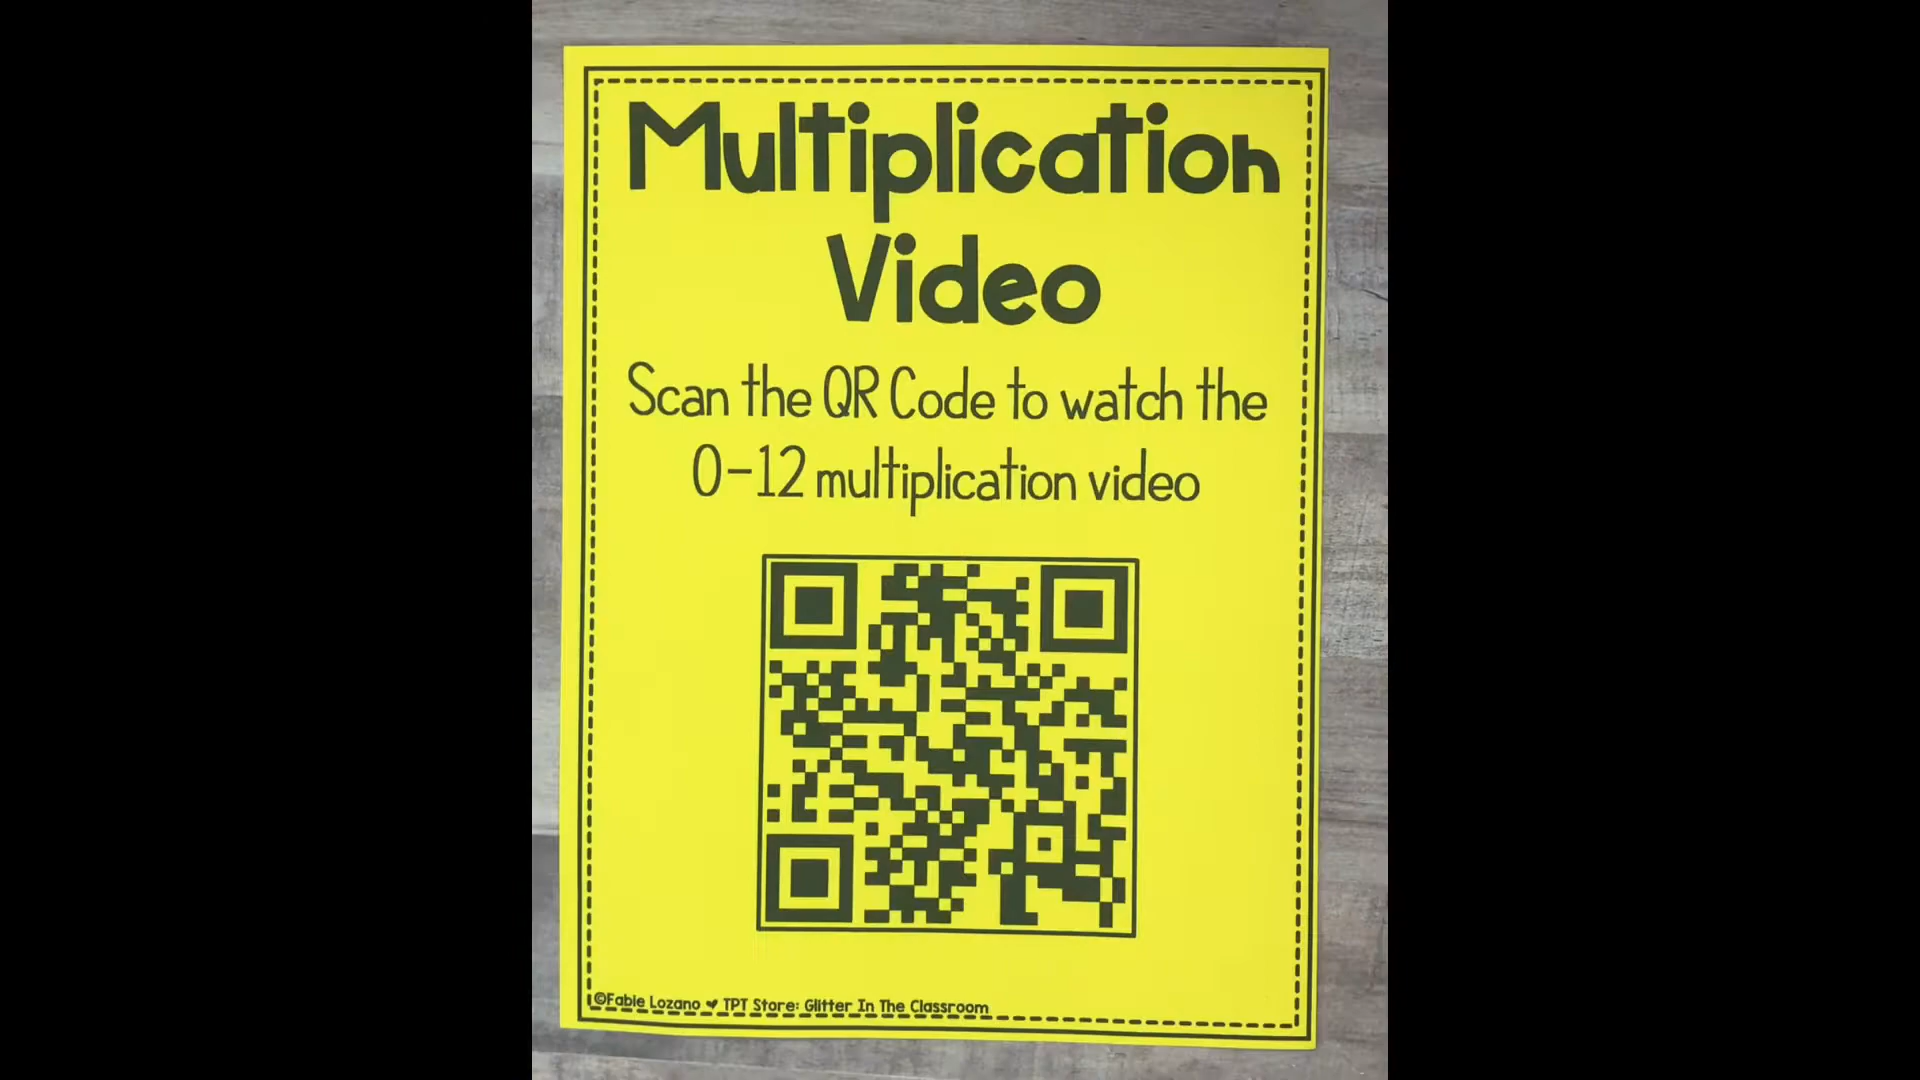 Multiplication
Video
Scan the QR Code to watch the
0-12 multiplication video
©Fabie Lozano ❤ TPT Store: Glitter In The Classroom